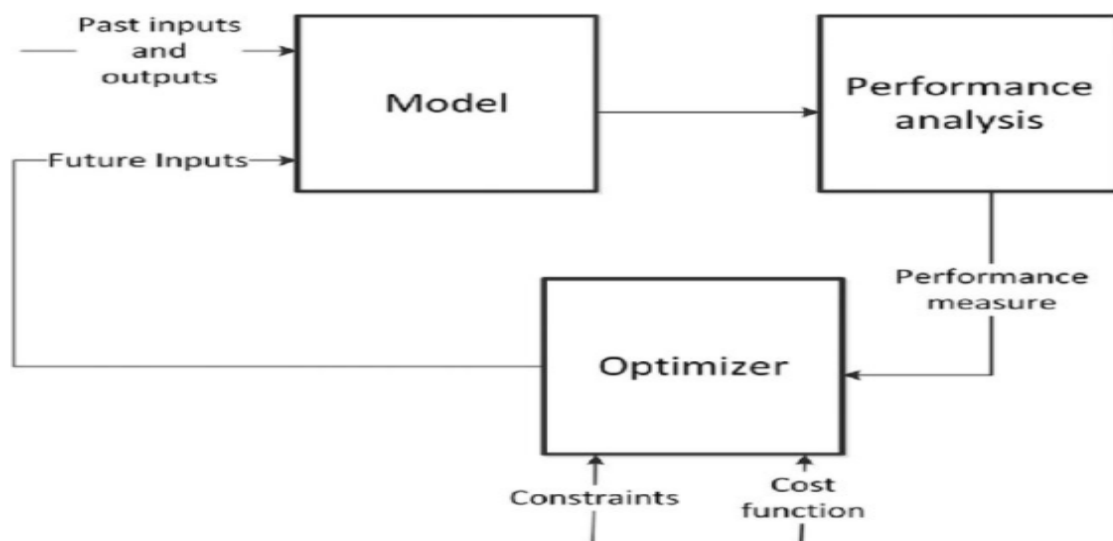 Past inputs
and
outputs
Model
Performance
analysis
Future Inputs
Performance
measure
Optimizer
Constraints
Cost
function